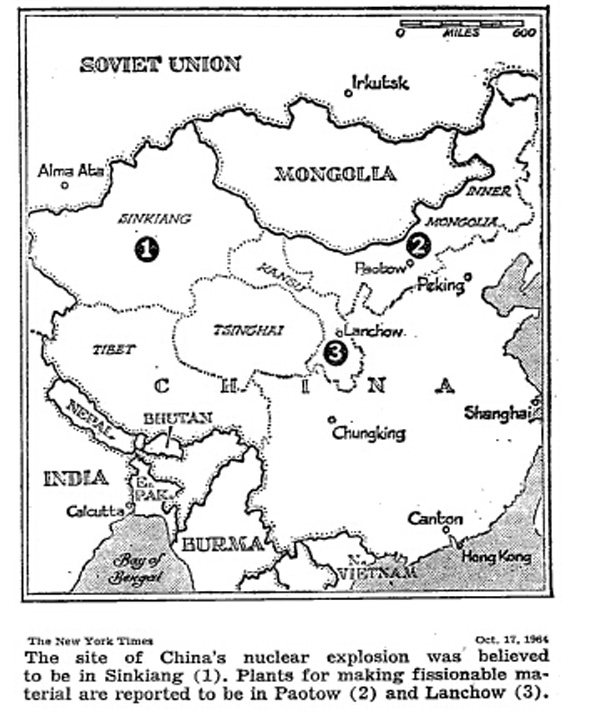 0 MILES 600
SOVIET UNION
Irkutsk
Alma Ata
MONGOLIA
INNER
MONGOLIA
SINKIANG
1
2
KANSU
Paotow
Peking
TSINGHAI
Lanchow
3
TIBET
C H I N A
NEPAL
BHUTAN
Shanghai
Chungking
INDIA
E.
PAK.
Calcutta
Canton
BURMA
Hong Kong
N.
VIETNAM
Bay of
Bengal
The New York Times Oct. 17, 1964
The site of China's nuclear explosion was believed
to be in Sinkiang (1). Plants for making fissionable ma-
terial are reported to be in Paotow (2) and Lanchow (3).